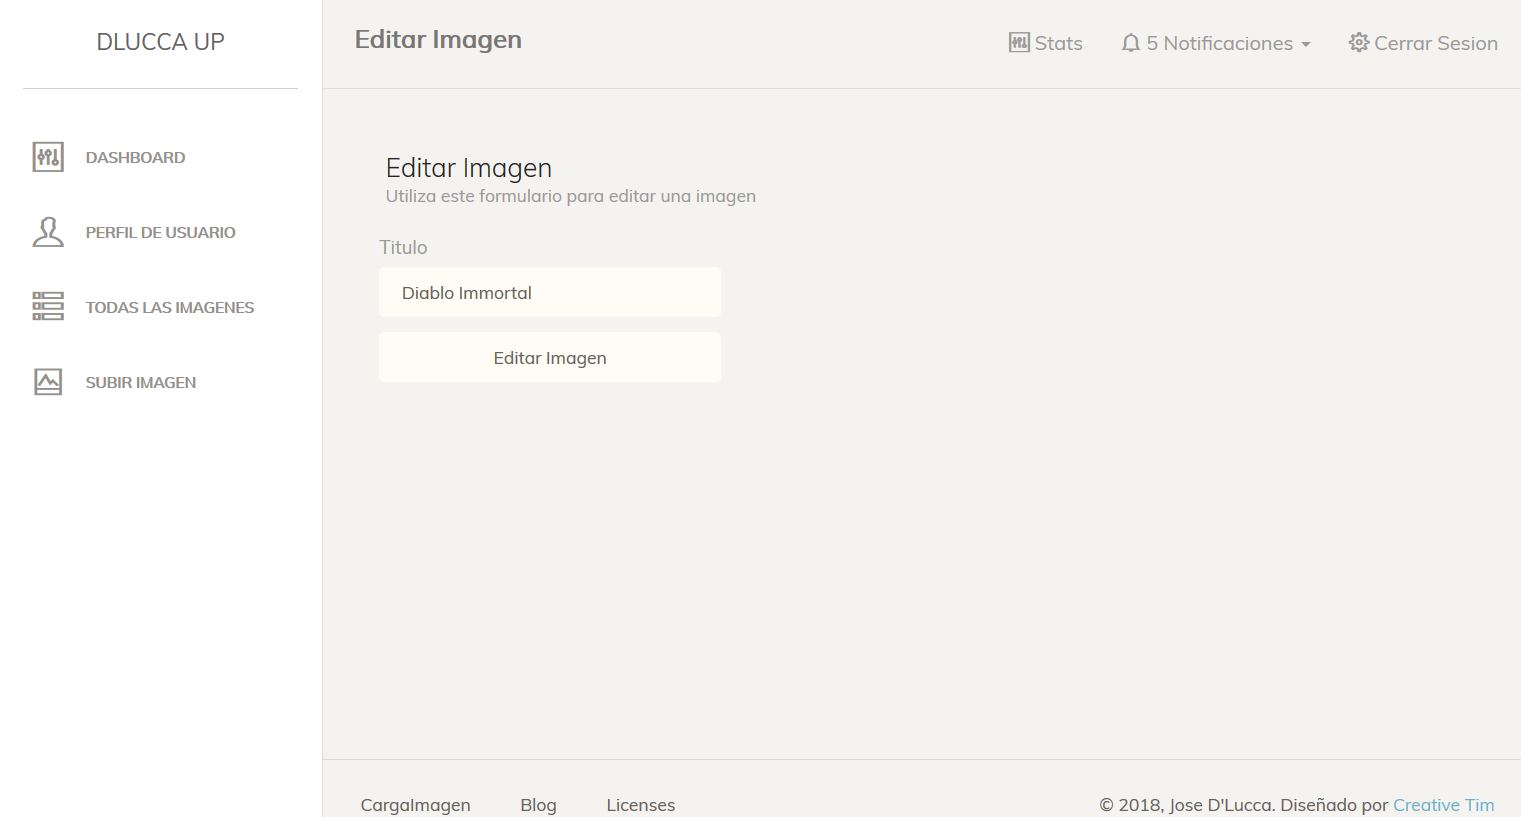 DLUCCA UP
DASHBOARD
PERFIL DE USUARIO
TODAS LAS IMAGENES
SUBIR IMAGEN
Editar Imagen
Stats
5 Notificaciones
Cerrar Sesion
Editar Imagen
Utiliza este formulario para editar una imagen
Titulo
Diablo Immortal
Editar Imagen
CargaImagen
Blog
Licenses
© 2018, Jose D'Lucca. Diseñado por Creative Tim